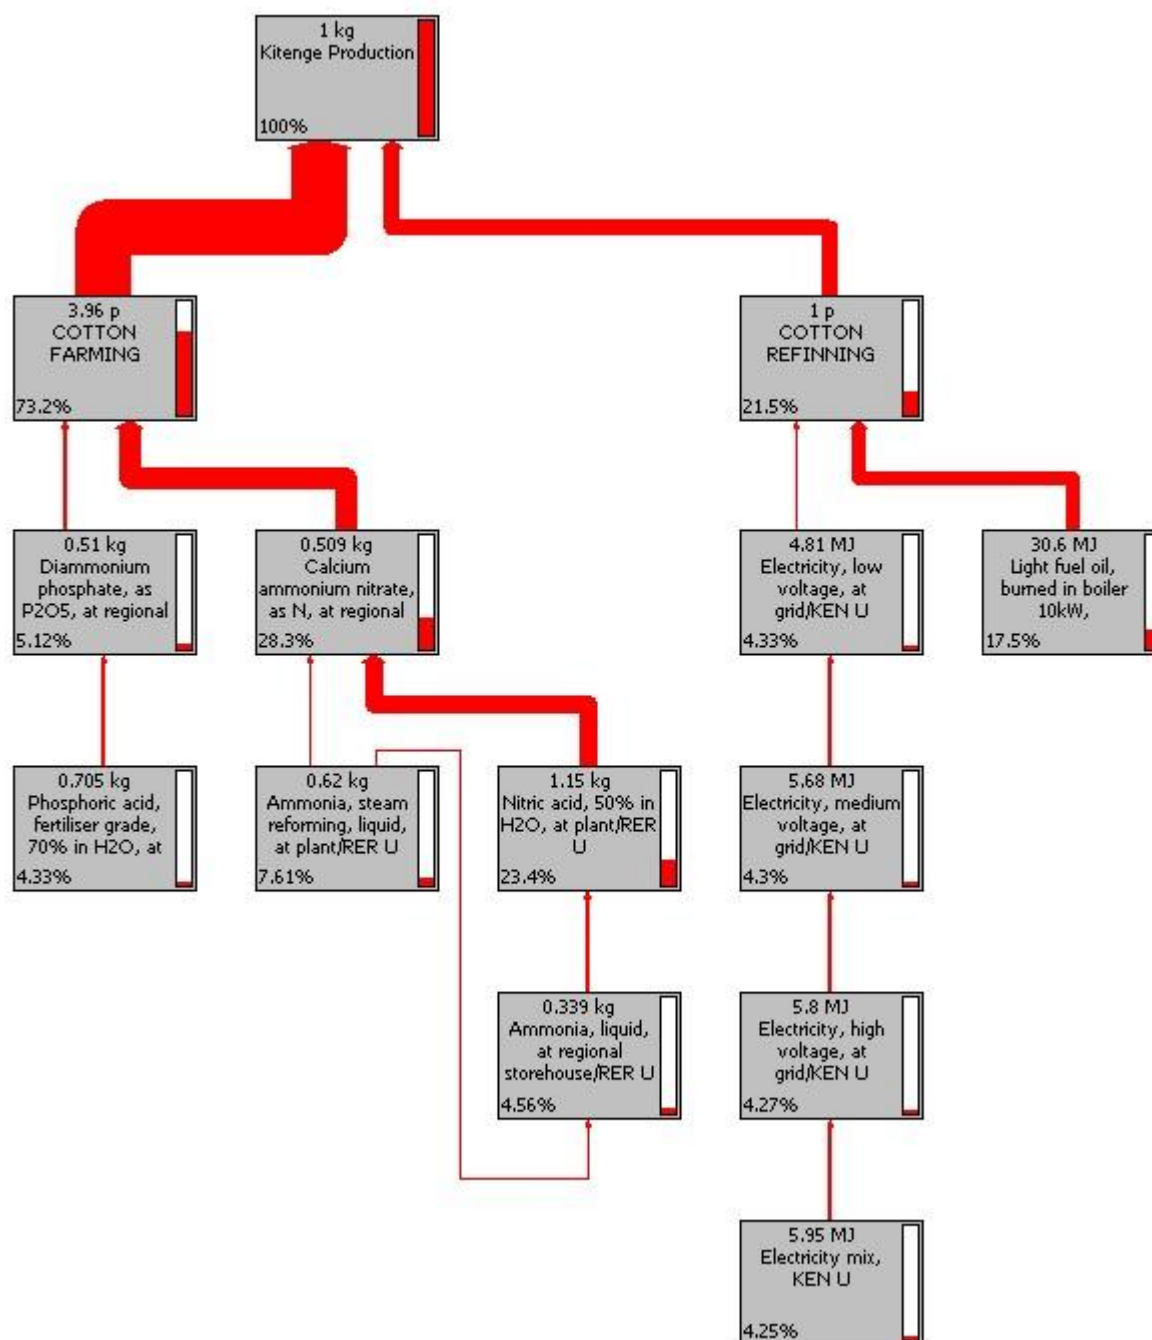 1 kg
Kitenge Production
100%
3.96 p
COTTON
FARMING
73.2%
1 p
COTTON
REFINNING
21.5%
0.51 kg
Diammonium
phosphate, as
P2O5, at regional
5.12%
0.509 kg
Calcium
ammonium nitrate,
as N, at regional
28.3%
4.81 MJ
Electricity, low
voltage, at
grid/KEN U
4.33%
30.6 MJ
Light fuel oil,
burned in boiler
10kW,
17.5%
0.705 kg
Phosphoric acid,
fertiliser grade,
70% in H2O, at
4.33%
0.62 kg
Ammonia, steam
reforming, liquid,
at plant/RER U
7.61%
1.15 kg
Nitric acid, 50% in
H2O, at plant/RER
U
23.4%
5.68 MJ
Electricity, medium
voltage, at
grid/KEN U
4.3%
0.339 kg
Ammonia, liquid,
at regional
storehouse/RER U
4.56%
5.8 MJ
Electricity, high
voltage, at
grid/KEN U
4.27%
5.95 MJ
Electricity mix,
KEN U
4.25%